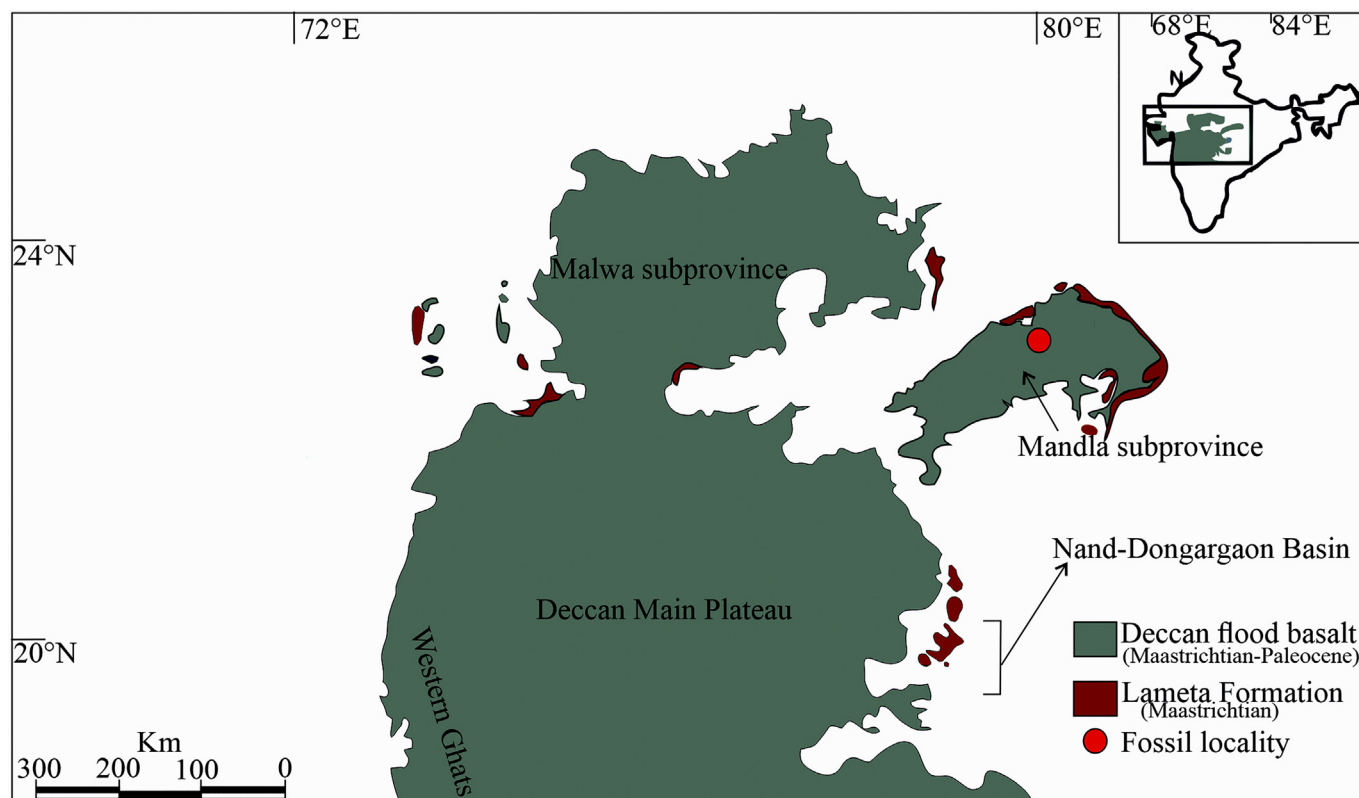 72°E
80°E
68°E
84°E
N
24°N
Malwa subprovince
Mandla subprovince
Nand-Dongargaon Basin
Deccan Main Plateau
20°N
Western Ghats
Deccan flood basalt
(Maastrichtian-Paleocene)
Lameta Formation
(Maastrichtian)
Fossil locality
Km
300 200 100 0